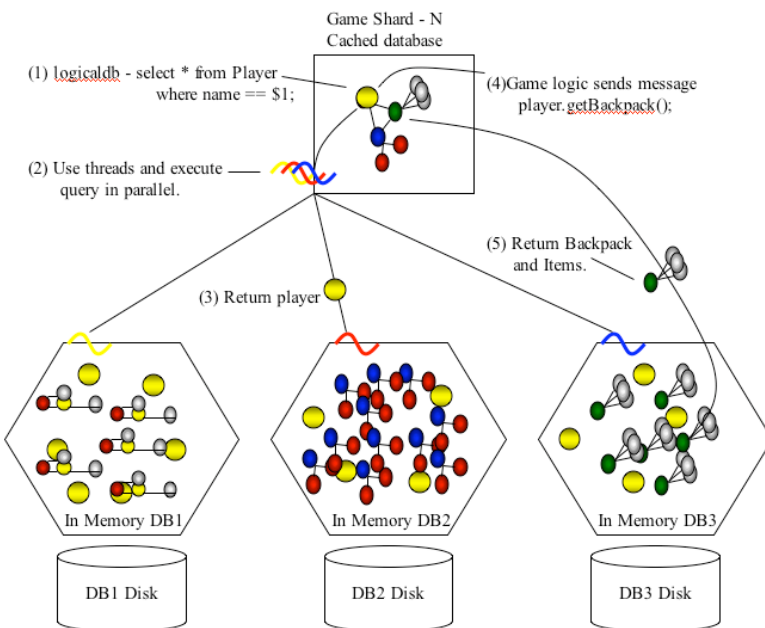 Game Shard - N
Cached database
(1) logicaldb - select * from Player
where name == $1;
(4)Game logic sends message
player.getBackpack();
(2) Use threads and execute
query in parallel.
(5) Return Backpack
and Items.
(3) Return player
In Memory DB1
In Memory DB2
In Memory DB3
DB1 Disk
DB2 Disk
DB3 Disk